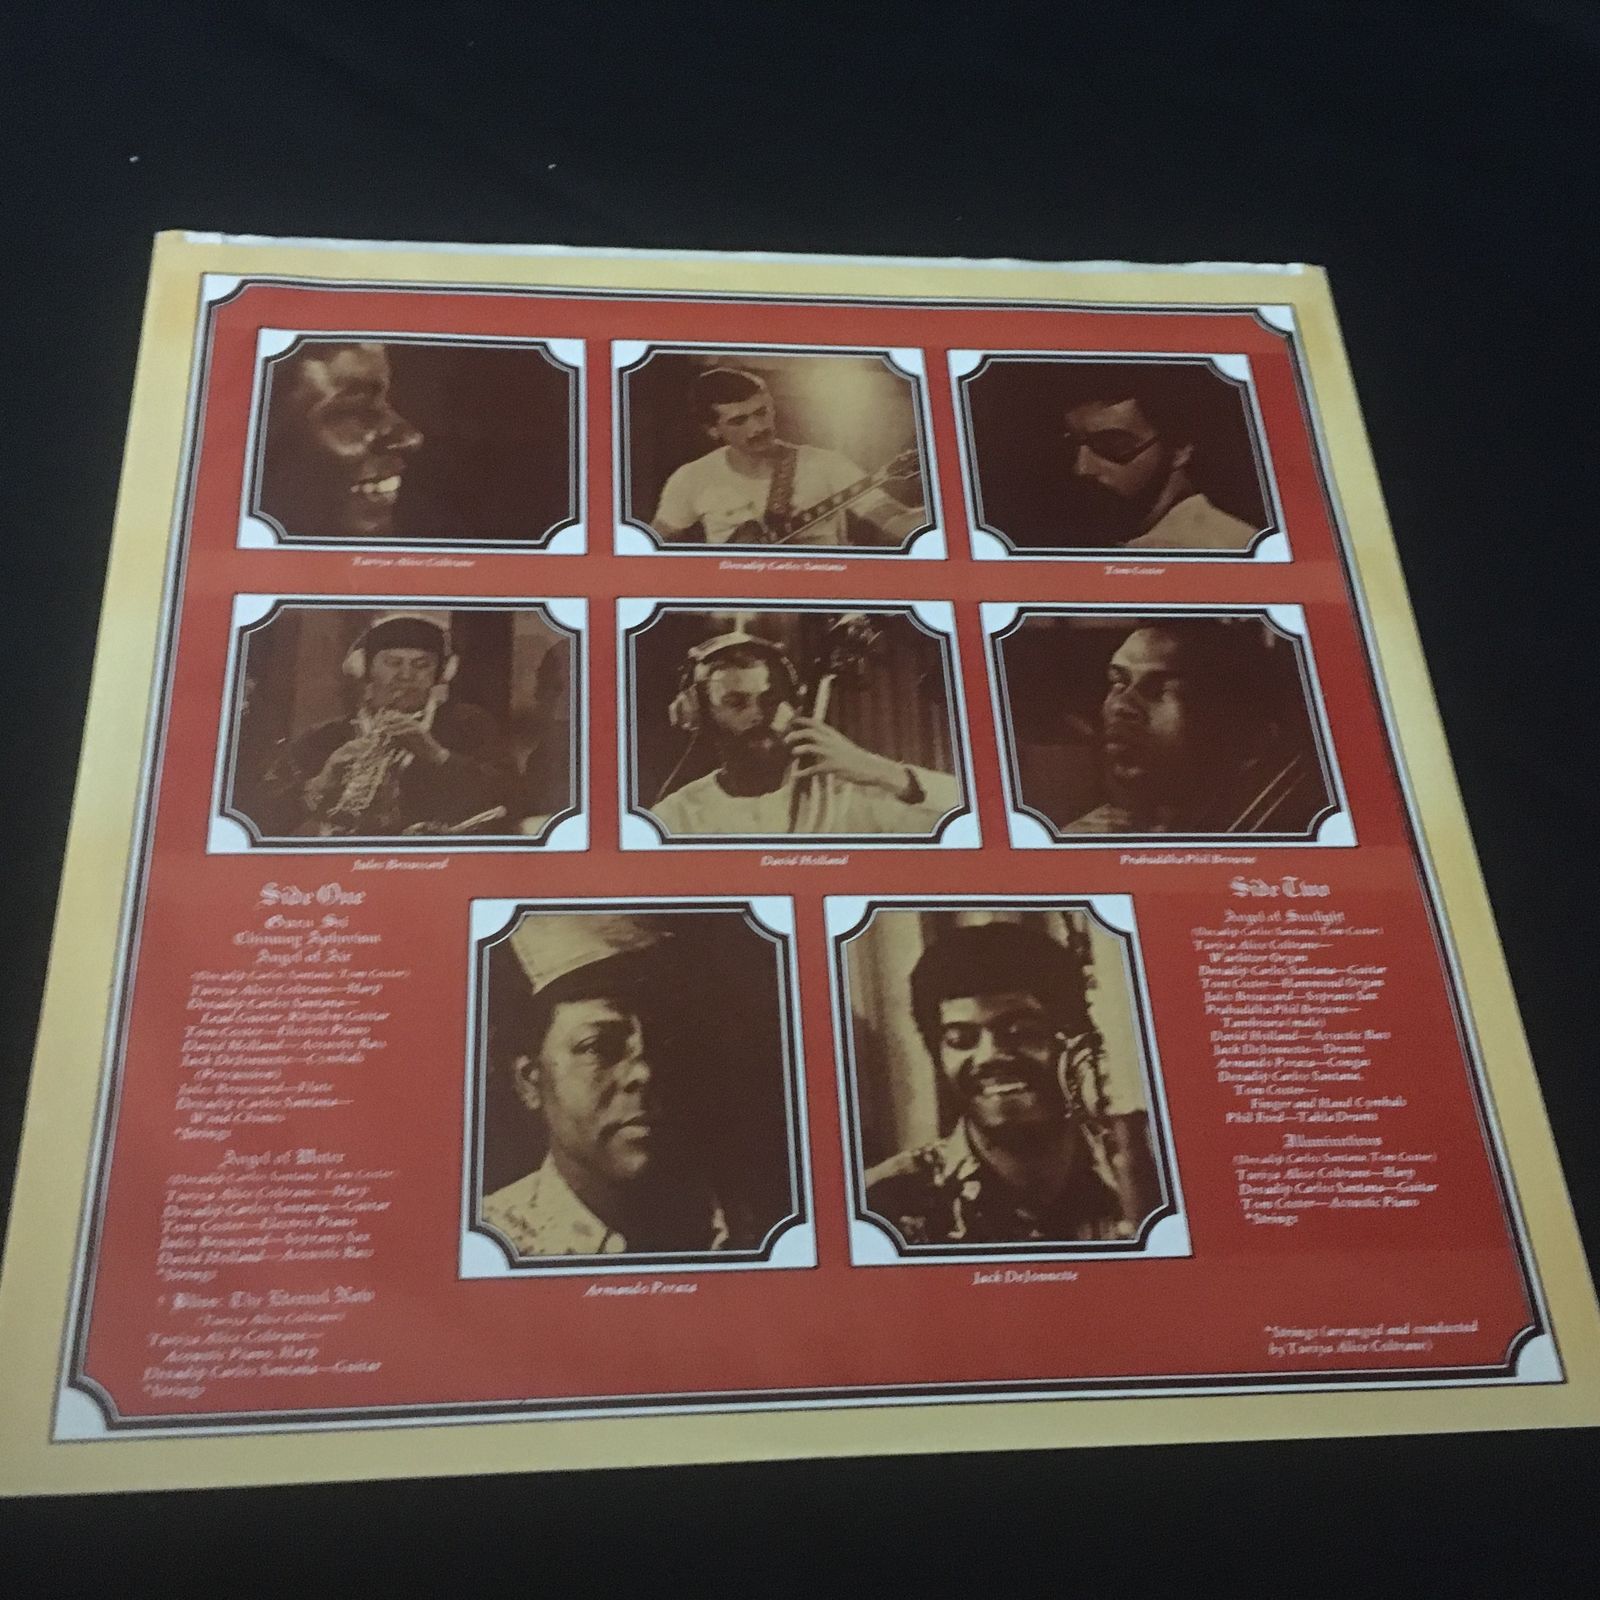 Turiya Alice Coltrane
Devadip Carlos Santana
Tom Coster
Jules Broussard
David Holland
Prabuddha Phil Browne
Side One
Angel of Air
(Devadip Carlos Santana, Tom Coster)
Turiya Alice Coltrane—Harp
Devadip Carlos Santana—
Lead Guitar, Rhythm Guitar
Tom Coster—Electric Piano
David Holland—Acoustic Bass
Jack DeJohnette—Cymbals
(Percussion)
Jules Broussard—Flute
Devadip Carlos Santana—
Wind Chimes
*Strings
Angel of Water
(Devadip Carlos Santana, Tom Coster)
Turiya Alice Coltrane—Harp
Devadip Carlos Santana—Guitar
Tom Coster—Electric Piano
Jules Broussard—Soprano Sax
David Holland—Acoustic Bass
*Strings
Bliss: The Eternal Now
(Turiya Alice Coltrane)
Turiya Alice Coltrane—
Acoustic Piano, Harp
Devadip Carlos Santana—Guitar
*Strings
Armando Peraza
Jack DeJohnette
Side Two
Angel of Sunlight
(Devadip Carlos Santana, Tom Coster)
Turiya Alice Coltrane—
Wurlitzer Organ
Devadip Carlos Santana—Guitar
Tom Coster—Hammond Organ
Jules Broussard—Soprano Sax
Prabuddha Phil Browne—
Tamboura (male)
David Holland—Acoustic Bass
Jack DeJohnette—Drums
Armando Peraza—Congas
Devadip Carlos Santana,
Tom Coster—
Finger and Hand Cymbals
Phil Ford—Tabla Drums
Illuminations
(Devadip Carlos Santana, Tom Coster)
Turiya Alice Coltrane—Harp
Devadip Carlos Santana—Guitar
Tom Coster—Acoustic Piano
*Strings
*Strings (arranged and conducted
by Turiya Alice Coltrane)